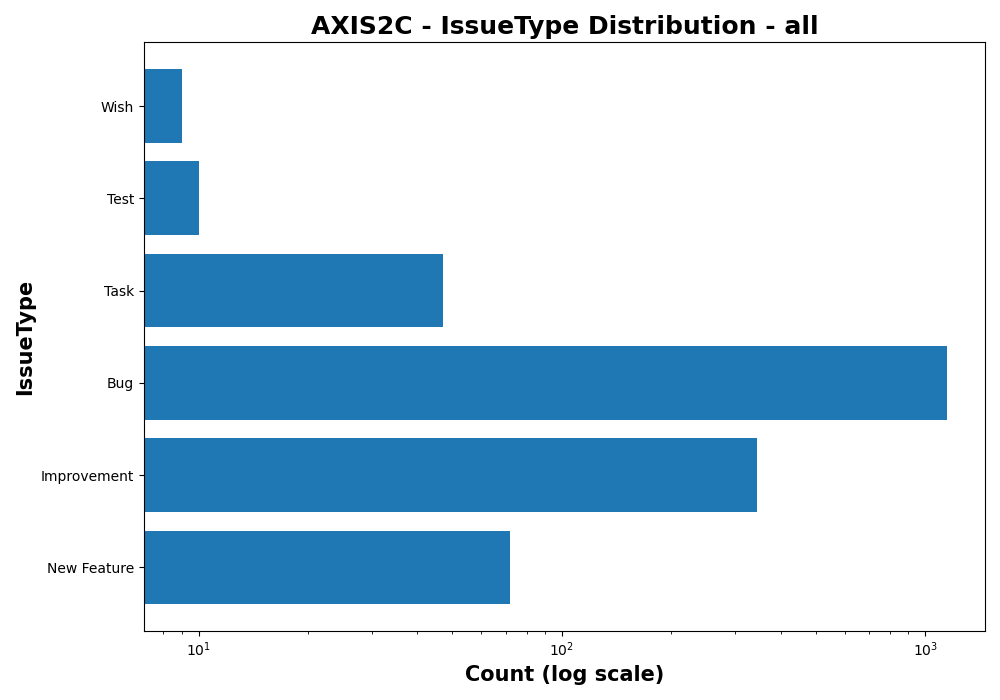 AXIS2C - IssueType Distribution - all
IssueType
Wish
Test
Task
Bug
Improvement
New Feature
10¹
10²
10³
Count (log scale)